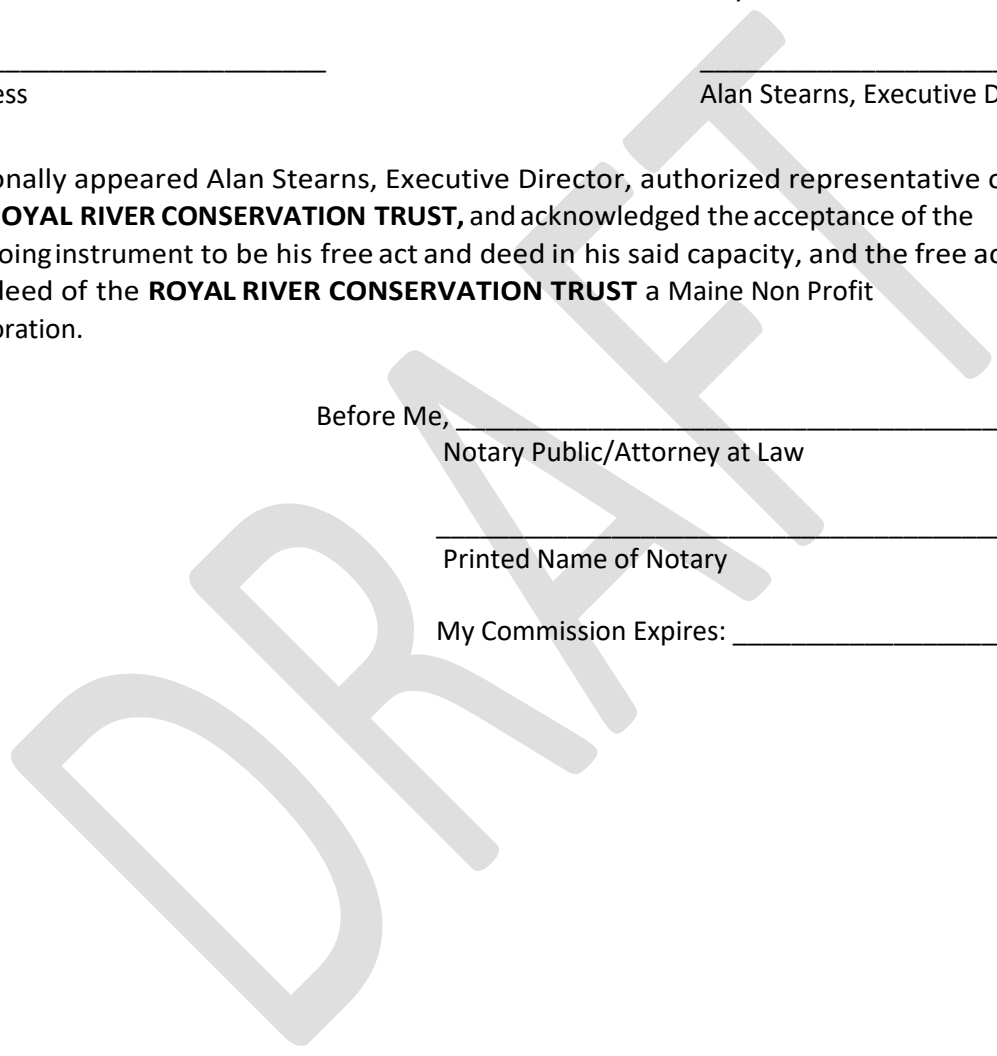 ess
Alan Stearns, Executive D
onally appeared Alan Stearns, Executive Director, authorized representative o
OYAL RIVER CONSERVATION TRUST, and acknowledged the acceptance of the
oing instrument to be his free act and deed in his said capacity, and the free ac
deed of the ROYAL RIVER CONSERVATION TRUST a Maine Non Profit
oration.
Before Me, ______________________________________
Notary Public/Attorney at Law
Printed Name of Notary
My Commission Expires: __________________
DRAFT